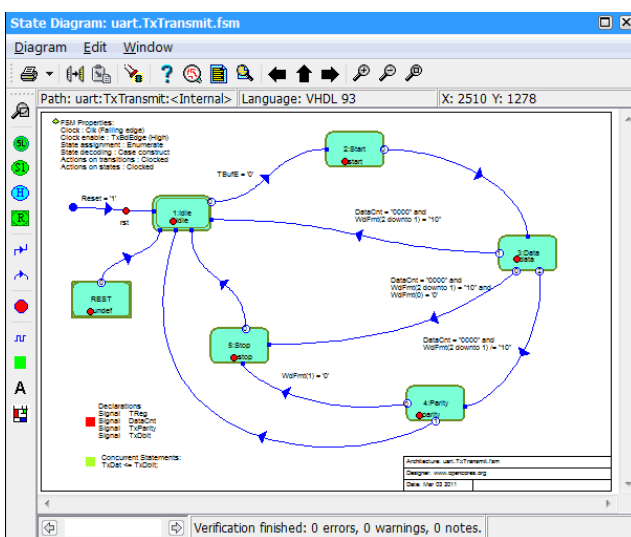 State Diagram: uart.TxTransmit.fsm
Diagram Edit Window
Path: uart:TxTransmit:<Internal> Language: VHDL 93 X: 2510 Y: 1278
FSM Properties:
Clock : Clk (Falling edge)
Clock enable : TxBdEdge (High)
State assignment : Enumerate
State decoding : Case construct
Actions on transitions : Clocked
Actions on states : Clocked
TBufE = '0'
2:Start
start
Reset = '1'
rst
1:Idle
idle
DataCnt = "0000" and
WdFmt(2 downto 1) = "10"
3:Data
data
REST
undef
DataCnt = "0000" and
WdFmt(2 downto 1) = "10" and
WdFmt(0) = '0'
5:Stop
stop
DataCnt = "0000" and
WdFmt(2 downto 1) /= "10"
WdFmt(1) = '0'
4:Parity
parity
Declarations
Signal TReg
Signal DataCnt
Signal TxParity
Signal TxDbit
Concurrent Statements:
TxDat <= TxDbit;
Architecture: uart.TxTransmit.fsm
Designer: www.opencores.org
Date: Mar 03 2011
Verification finished: 0 errors, 0 warnings, 0 notes.